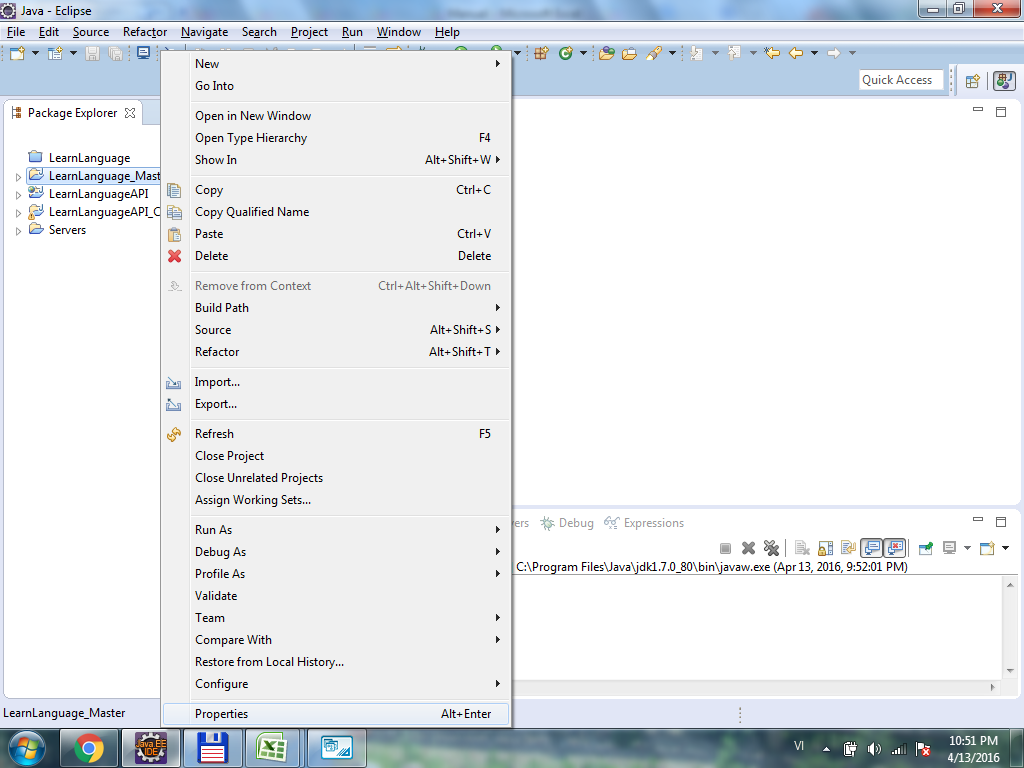 Java - Eclipse
File Edit Source Refactor Navigate Search Project Run Window Help
Quick Access
Package Explorer
LearnLanguage
LearnLanguage_Mast
LearnLanguageAPI
LearnLanguageAPI_C
Servers
New
Go Into
Open in New Window
Open Type Hierarchy F4
Show In Alt+Shift+W
Copy Ctrl+C
Copy Qualified Name
Paste Ctrl+V
Delete Delete
Remove from Context Ctrl+Alt+Shift+Down
Build Path
Source Alt+Shift+S
Refactor Alt+Shift+T
Import...
Export...
Refresh F5
Close Project
Close Unrelated Projects
Assign Working Sets...
Run As
Debug As
Profile As
Validate
Team
Compare With
Restore from Local History...
Configure
Properties Alt+Enter
vers Debug Expressions
C:\Program Files\Java\jdk1.7.0_80\bin\javaw.exe (Apr 13, 2016, 9:52:01 PM)
LearnLanguage_Master
Java EE
IDE
VI
10:51 PM
4/13/2016